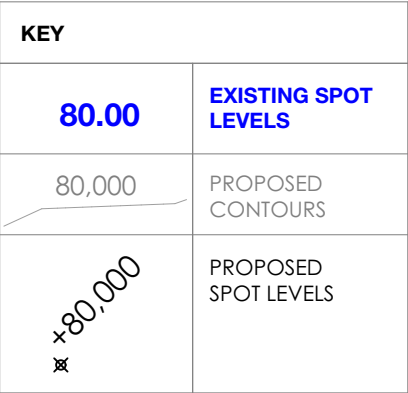 KEY
80.00
EXISTING SPOT
LEVELS
80,000
PROPOSED
CONTOURS
+80,000
PROPOSED
SPOT LEVELS